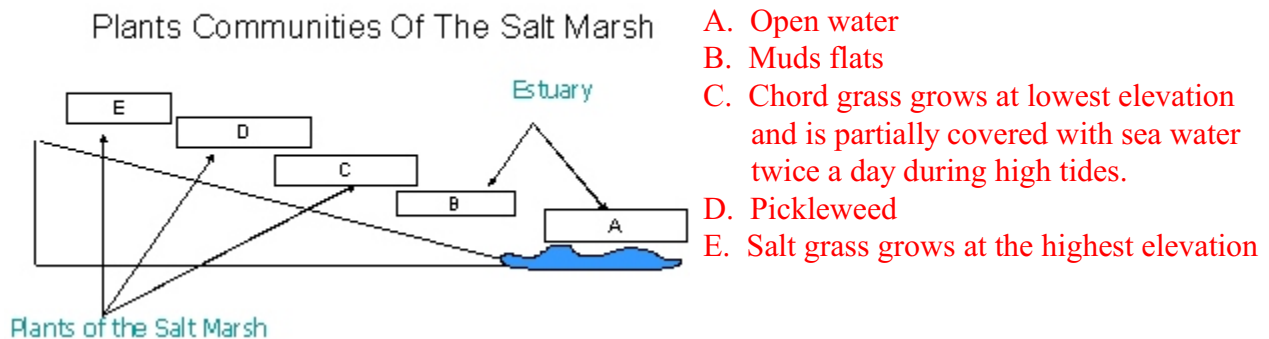 Plants Communities Of The Salt Marsh
Estuary
E
D
C
B
A
Plants of the Salt Marsh
A. Open water
B. Muds flats
C. Chord grass grows at lowest elevation
and is partially covered with sea water
twice a day during high tides.
D. Pickleweed
E. Salt grass grows at the highest elevation